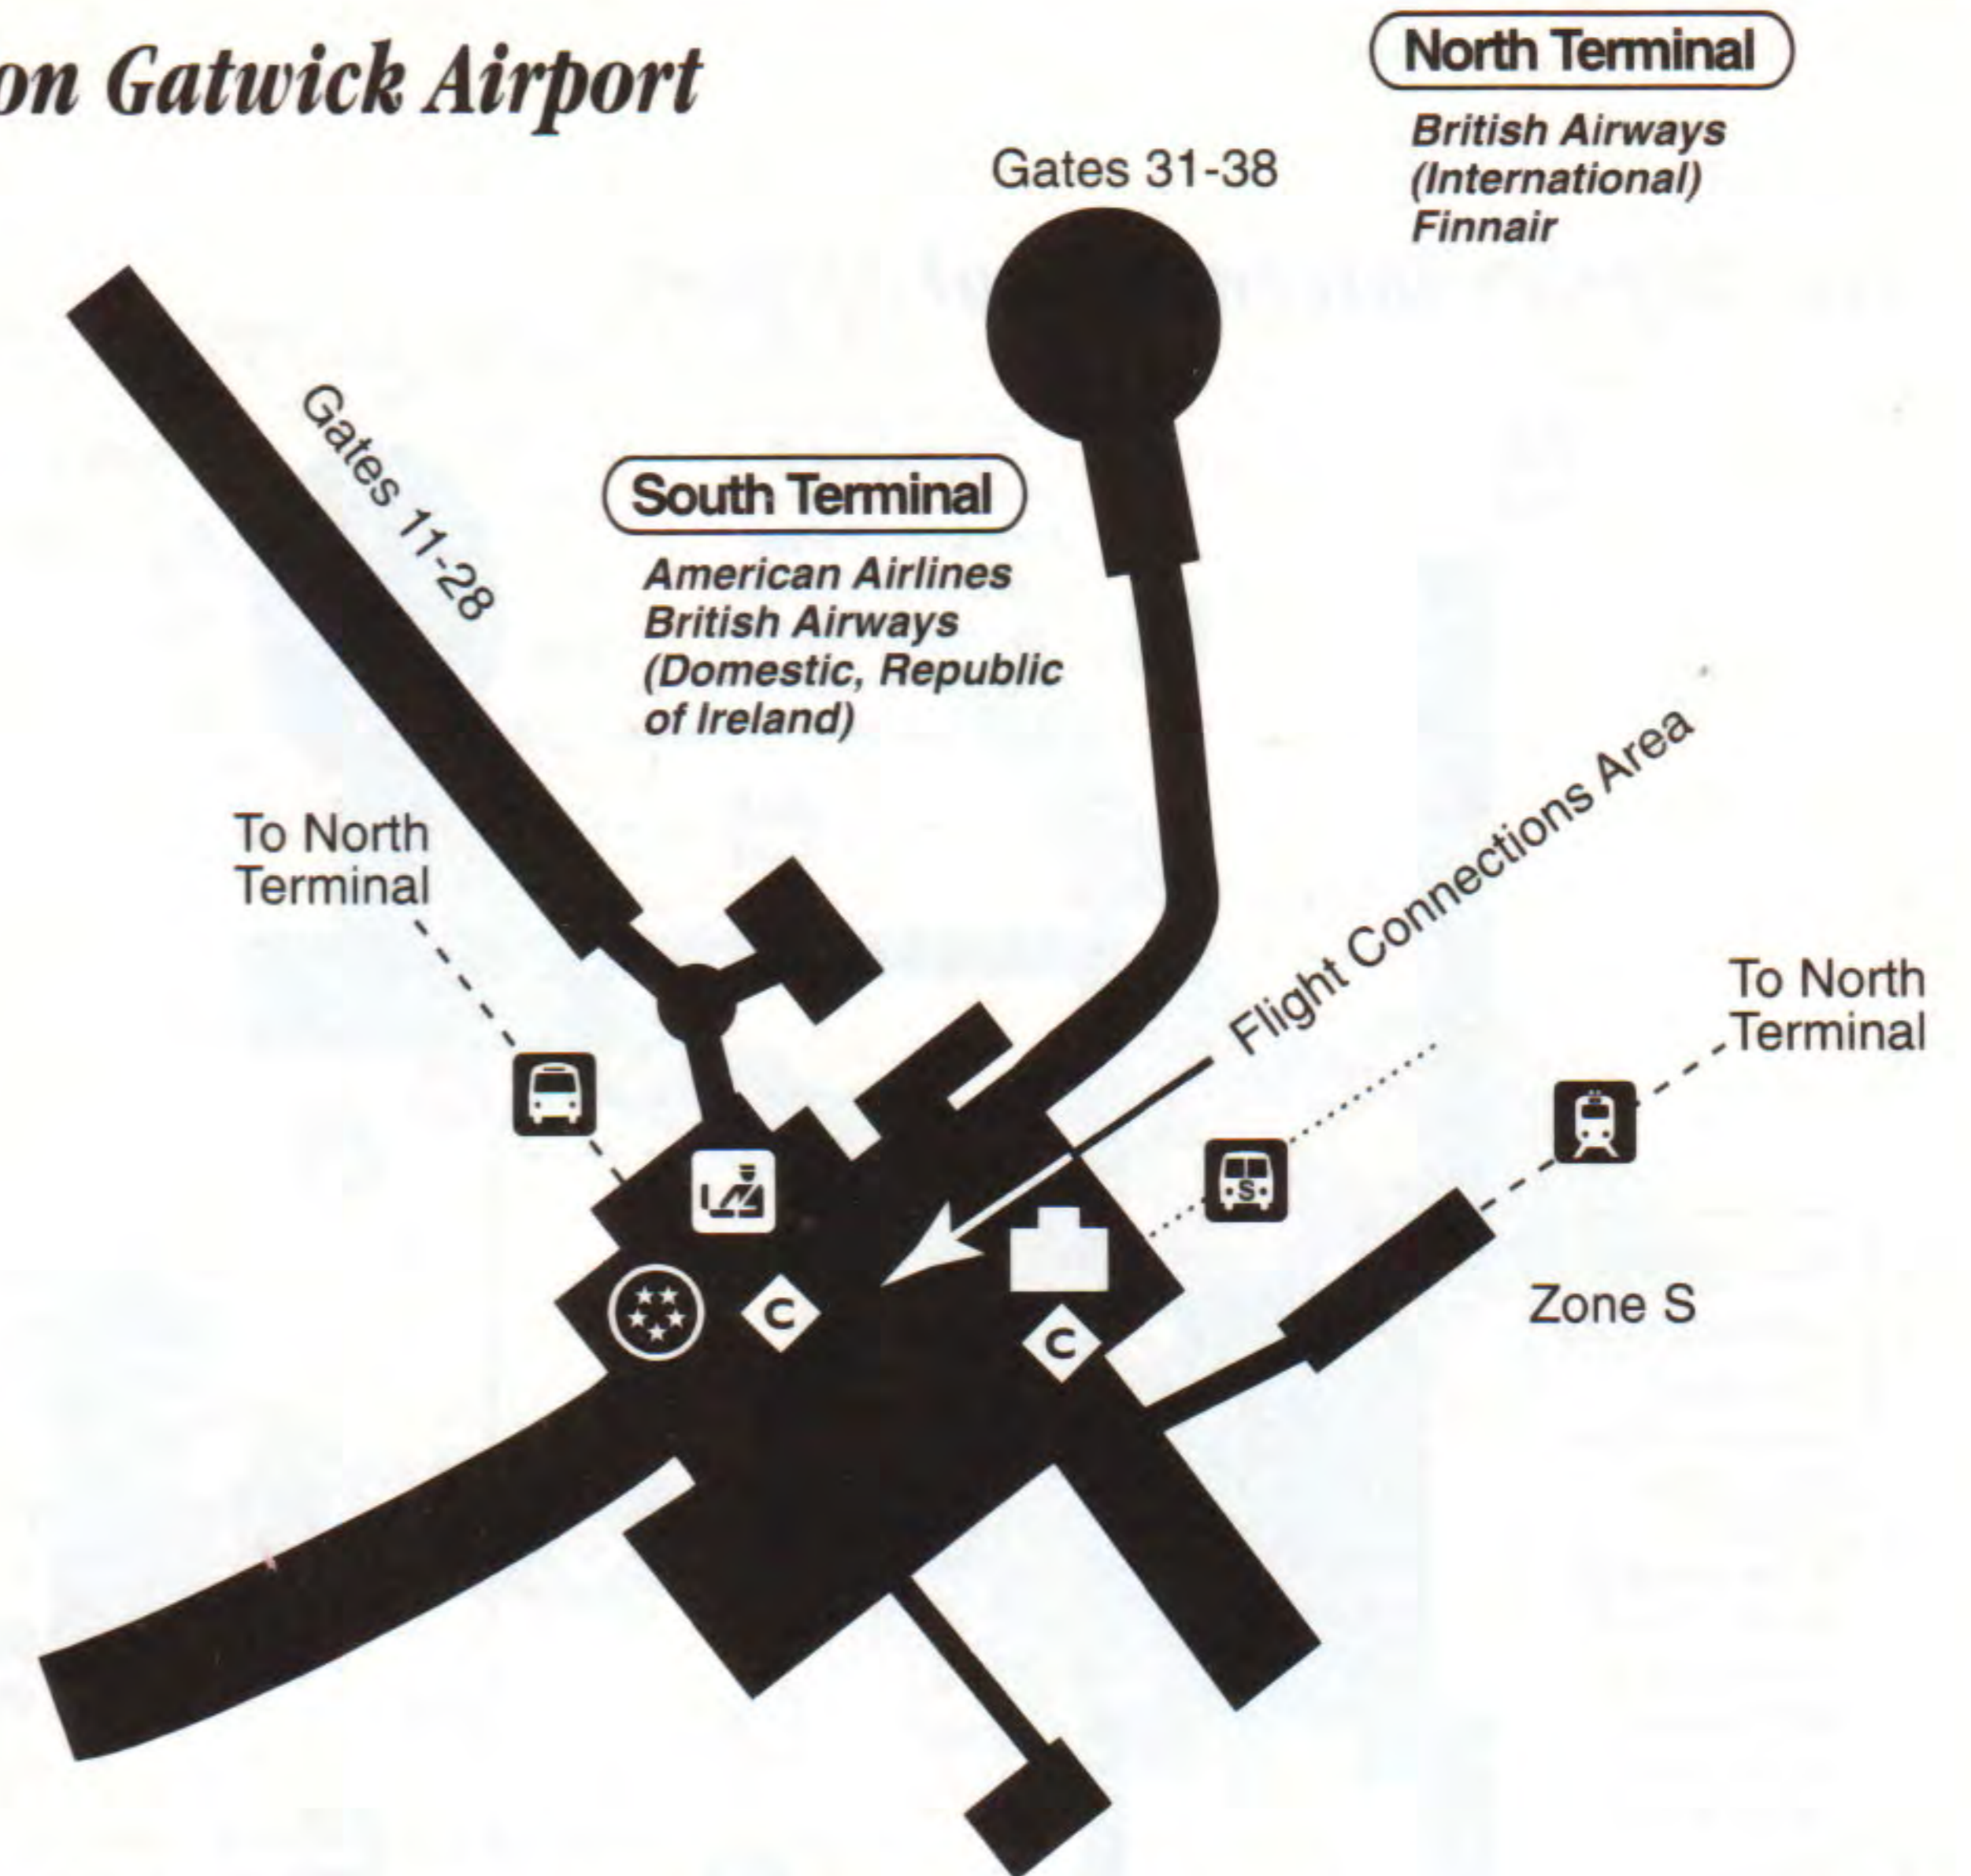 on Gatwick Airport
North Terminal
British Airways
(International)
Finnair
Gates 31-38
Gates 11-28
South Terminal
American Airlines
British Airways
(Domestic, Republic
of Ireland)
To North
Terminal
Flight Connections Area
To North
Terminal
S
Zone S
C
C